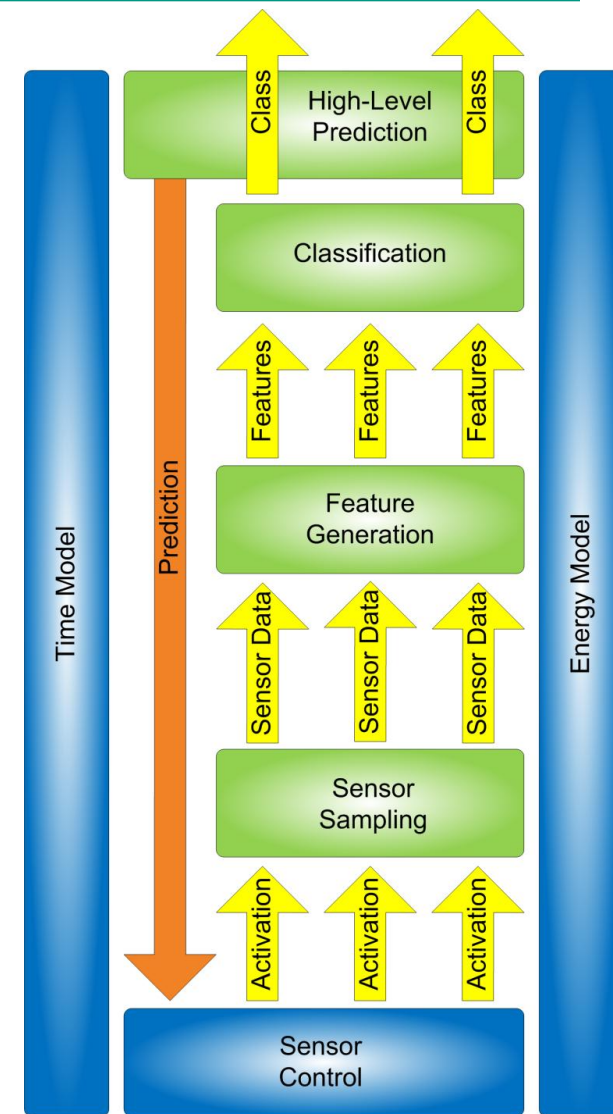 Class
Class
High-Level
Prediction
Classification
Features
Features
Features
Feature
Generation
Time Model
Prediction
Energy Model
Sensor Data
Sensor Data
Sensor Data
Sensor
Sampling
Activation
Activation
Activation
Sensor
Control